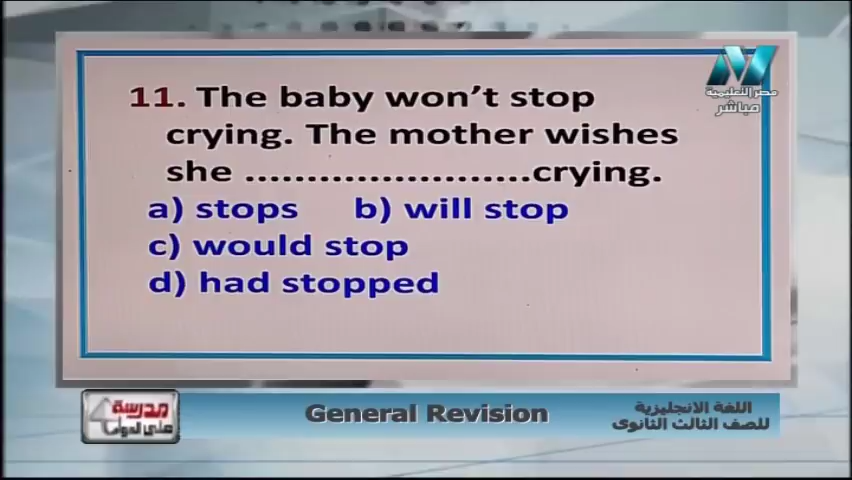 11. The baby won't stop
crying. The mother wishes
she .......................crying.
a) stops b) will stop
c) would stop
d) had stopped
مصر التعليمية
مباشر
مدرسة
على الهواء
General Revision
اللغة الانجليزية
للصف الثالث الثانوى